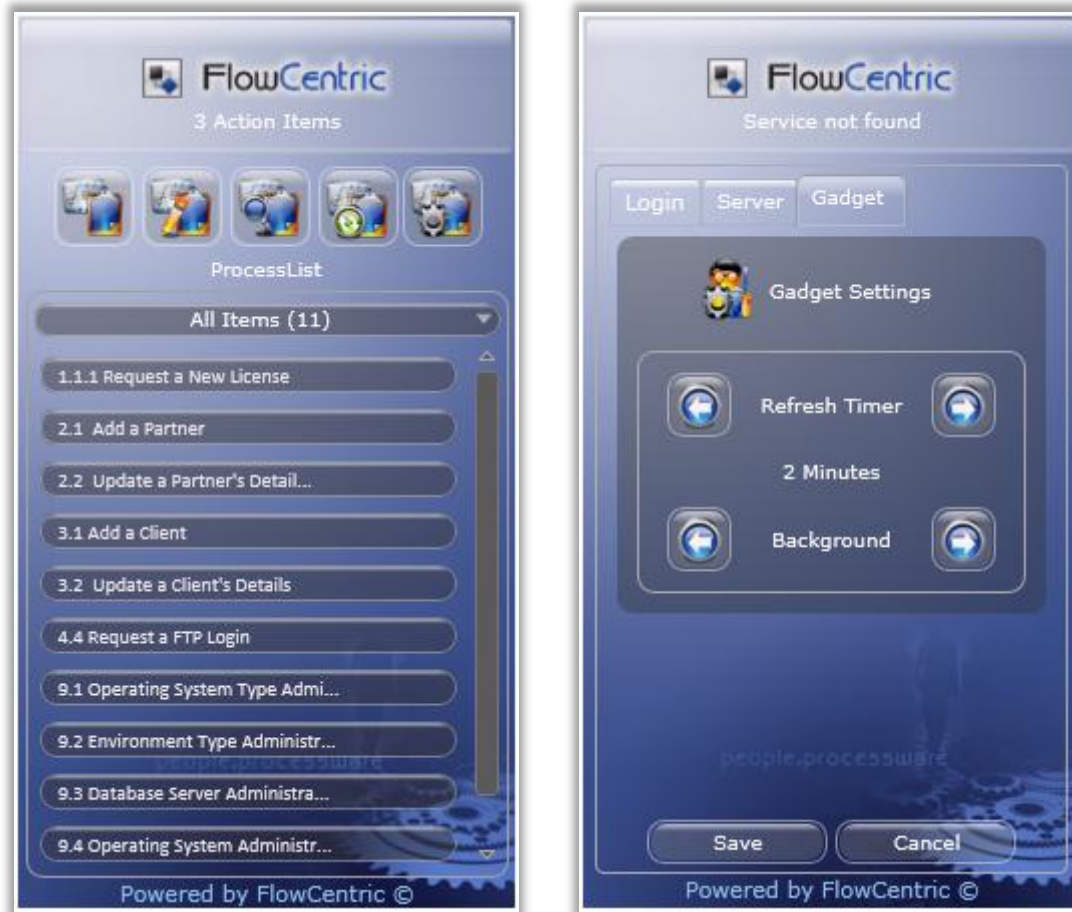 FlowCentric
3 Action Items
ProcessList
All Items (11)
1.1.1 Request a New License
2.1 Add a Partner
2.2 Update a Partner's Detail...
3.1 Add a Client
3.2 Update a Client's Details
4.4 Request a FTP Login
9.1 Operating System Type Admi...
9.2 Environment Type Administr...
people.processware
9.3 Database Server Administra...
9.4 Operating System Administr...
Powered by FlowCentric ©
FlowCentric
Service not found
Login Server Gadget
Gadget Settings
Refresh Timer
2 Minutes
Background
people.processware
Save Cancel
Powered by FlowCentric ©